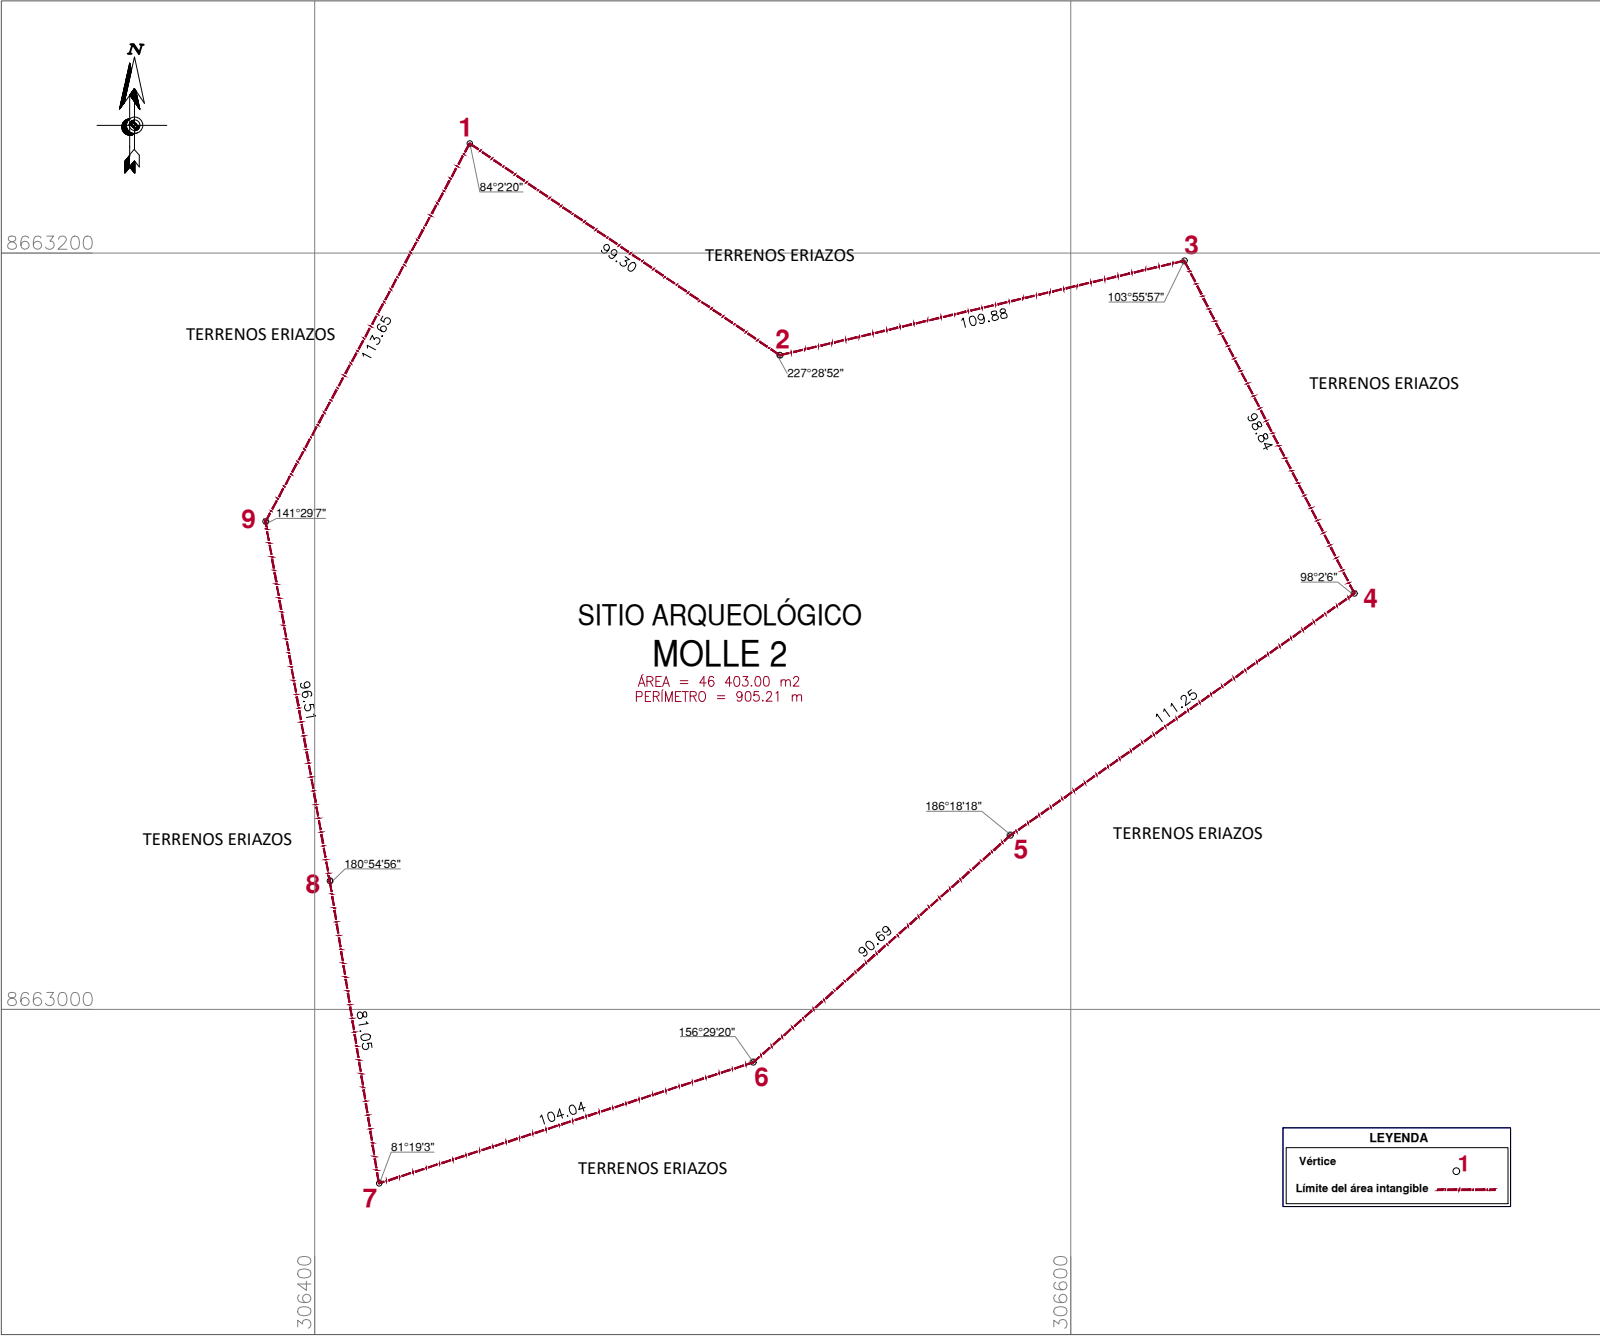 N
1
84°2'20"
8663200
99.30
TERRENOS ERIAZOS
3
103°55'57"
109.88
TERRENOS ERIAZOS
113.65
2
227°28'52"
TERRENOS ERIAZOS
98.84
9
141°29'7"
98°2'6"
4
SITIO ARQUEOLÓGICO
MOLLE 2
ÁREA = 46 403.00 m2
PERÍMETRO = 905.21 m
96.51
111.25
186°18'18"
5
TERRENOS ERIAZOS
TERRENOS ERIAZOS
180°54'56"
8
90.69
8663000
81.05
156°29'20"
6
104.04
81°19'3"
7
TERRENOS ERIAZOS
LEYENDA
Vértice
1
Límite del área intangible
306400
306600